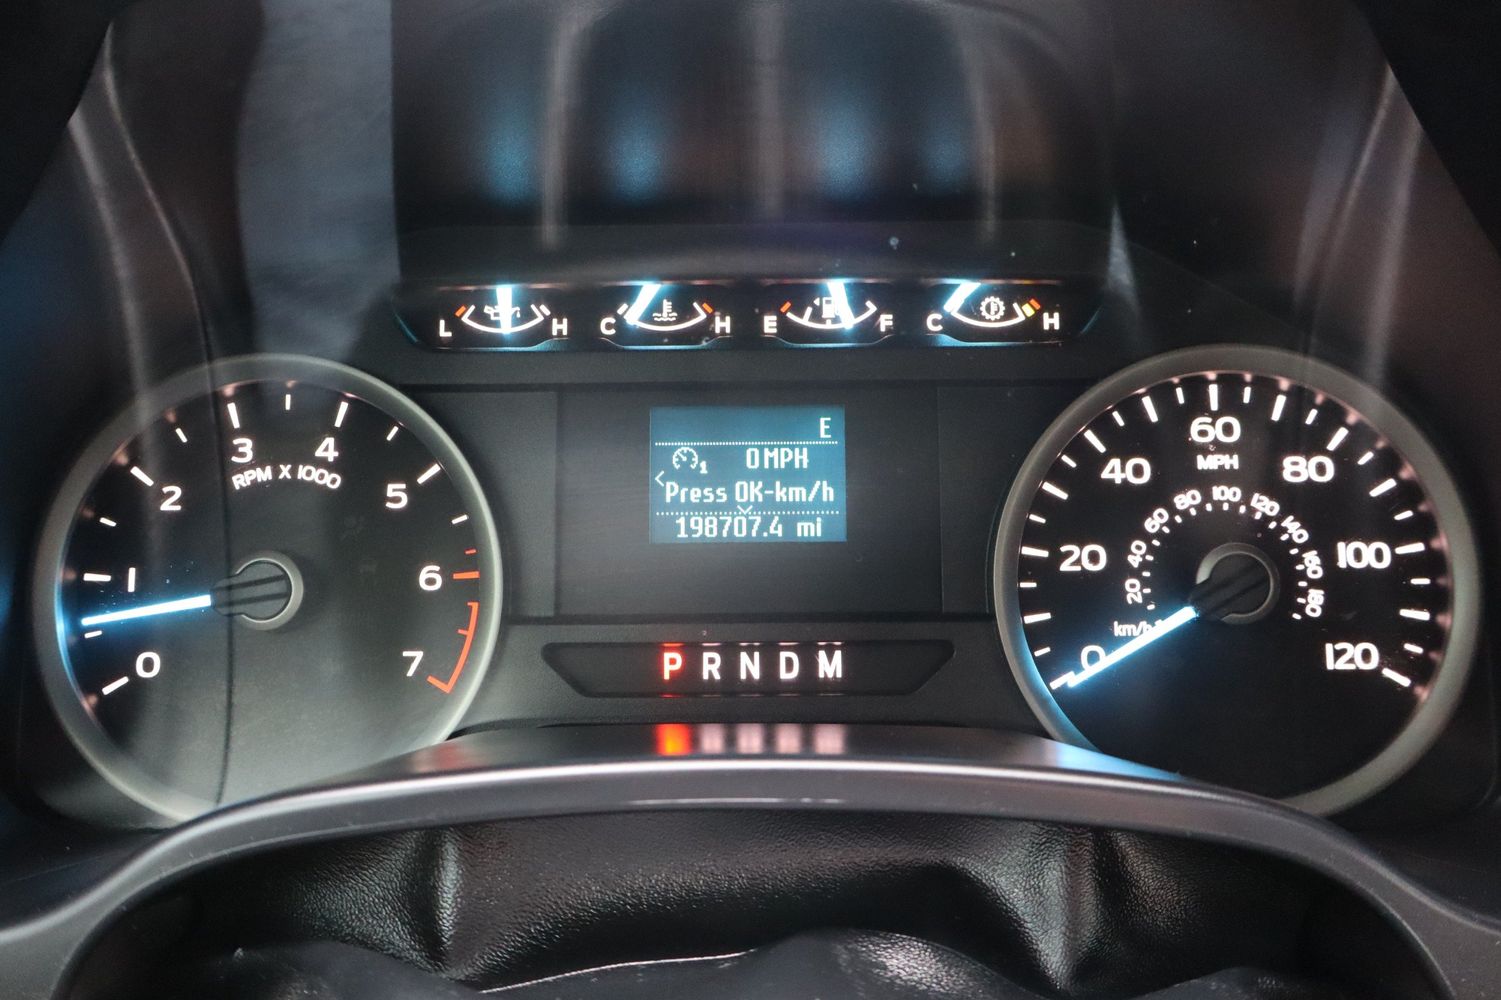 L H C H E F C H
3 4
RPM X 1000
2 5
1 6
0 7
E
1 0 MPH
Press OK-km/h
198707.4 mi
P R N D M
60
MPH
40 80
20 100
0 120
80 100 120
60 140
40 160
20 180
km/h